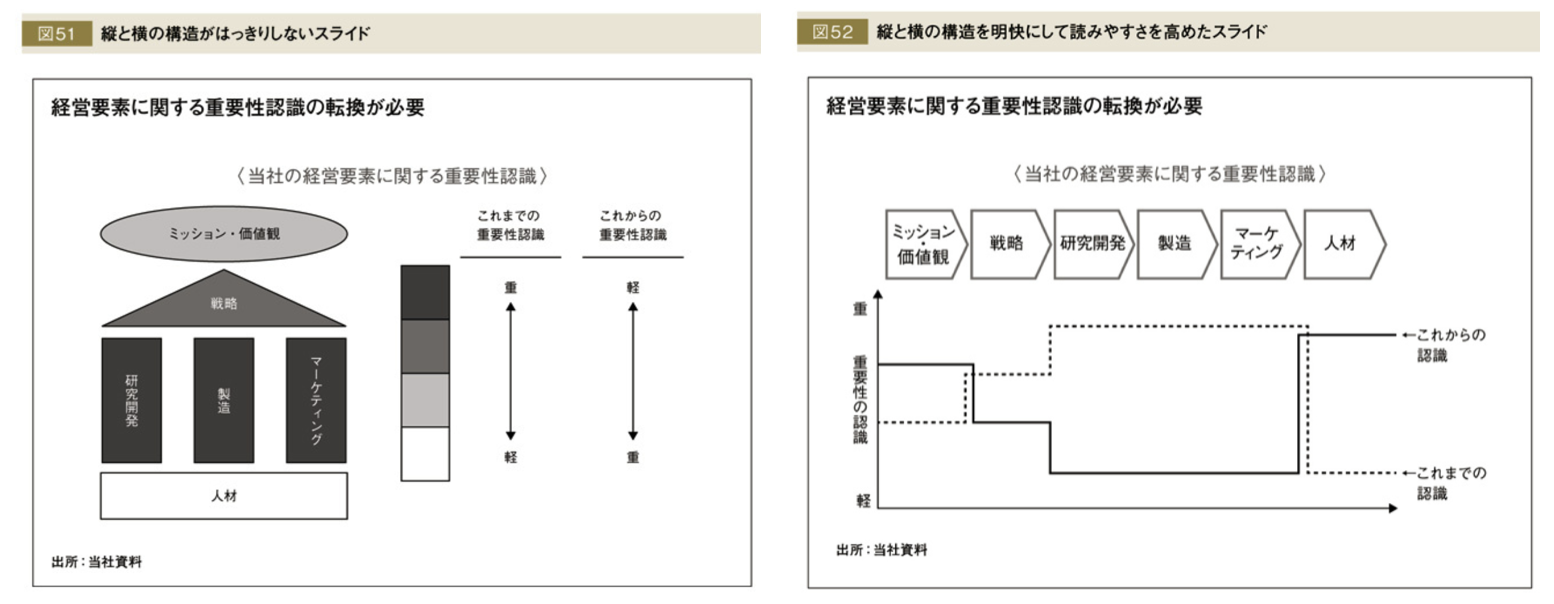 図51
縦と横の構造がはっきりしないスライド
経営要素に関する重要性認識の転換が必要
〈当社の経営要素に関する重要性認識〉
ミッション・価値観
戦略
研究開発
製造
マーケティング
人材
これまでの
重要性認識
重
軽
これからの
重要性認識
軽
重
出所：当社資料
図52
縦と横の構造を明快にして読みやすさを高めたスライド
経営要素に関する重要性認識の転換が必要
〈当社の経営要素に関する重要性認識〉
ミッション
・
価値観
戦略
研究開発
製造
マーケ
ティング
人材
重
重要性の認識
軽
←これからの
認識
←これまでの
認識
出所：当社資料